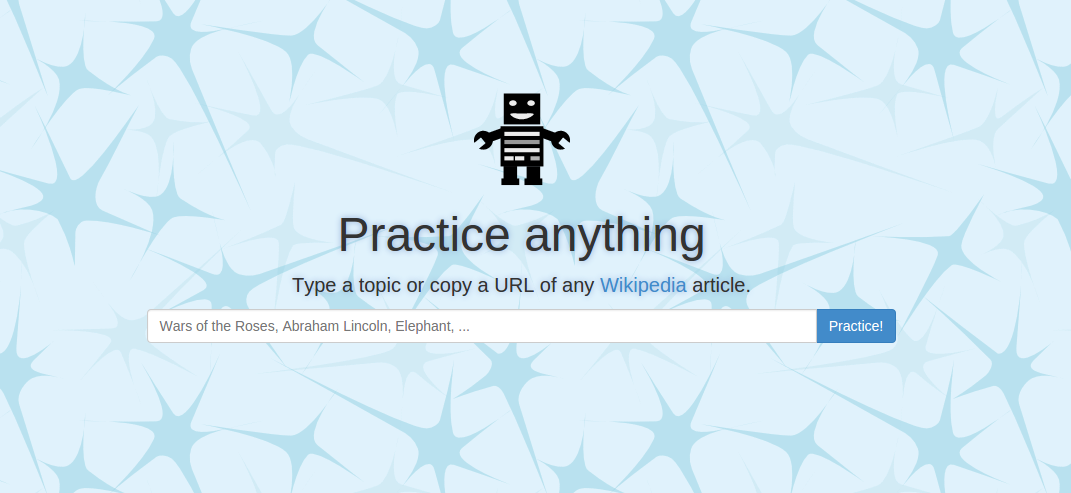 Practice anything
Type a topic or copy a URL of any Wikipedia article.
Wars of the Roses, Abraham Lincoln, Elephant, ... Practice!